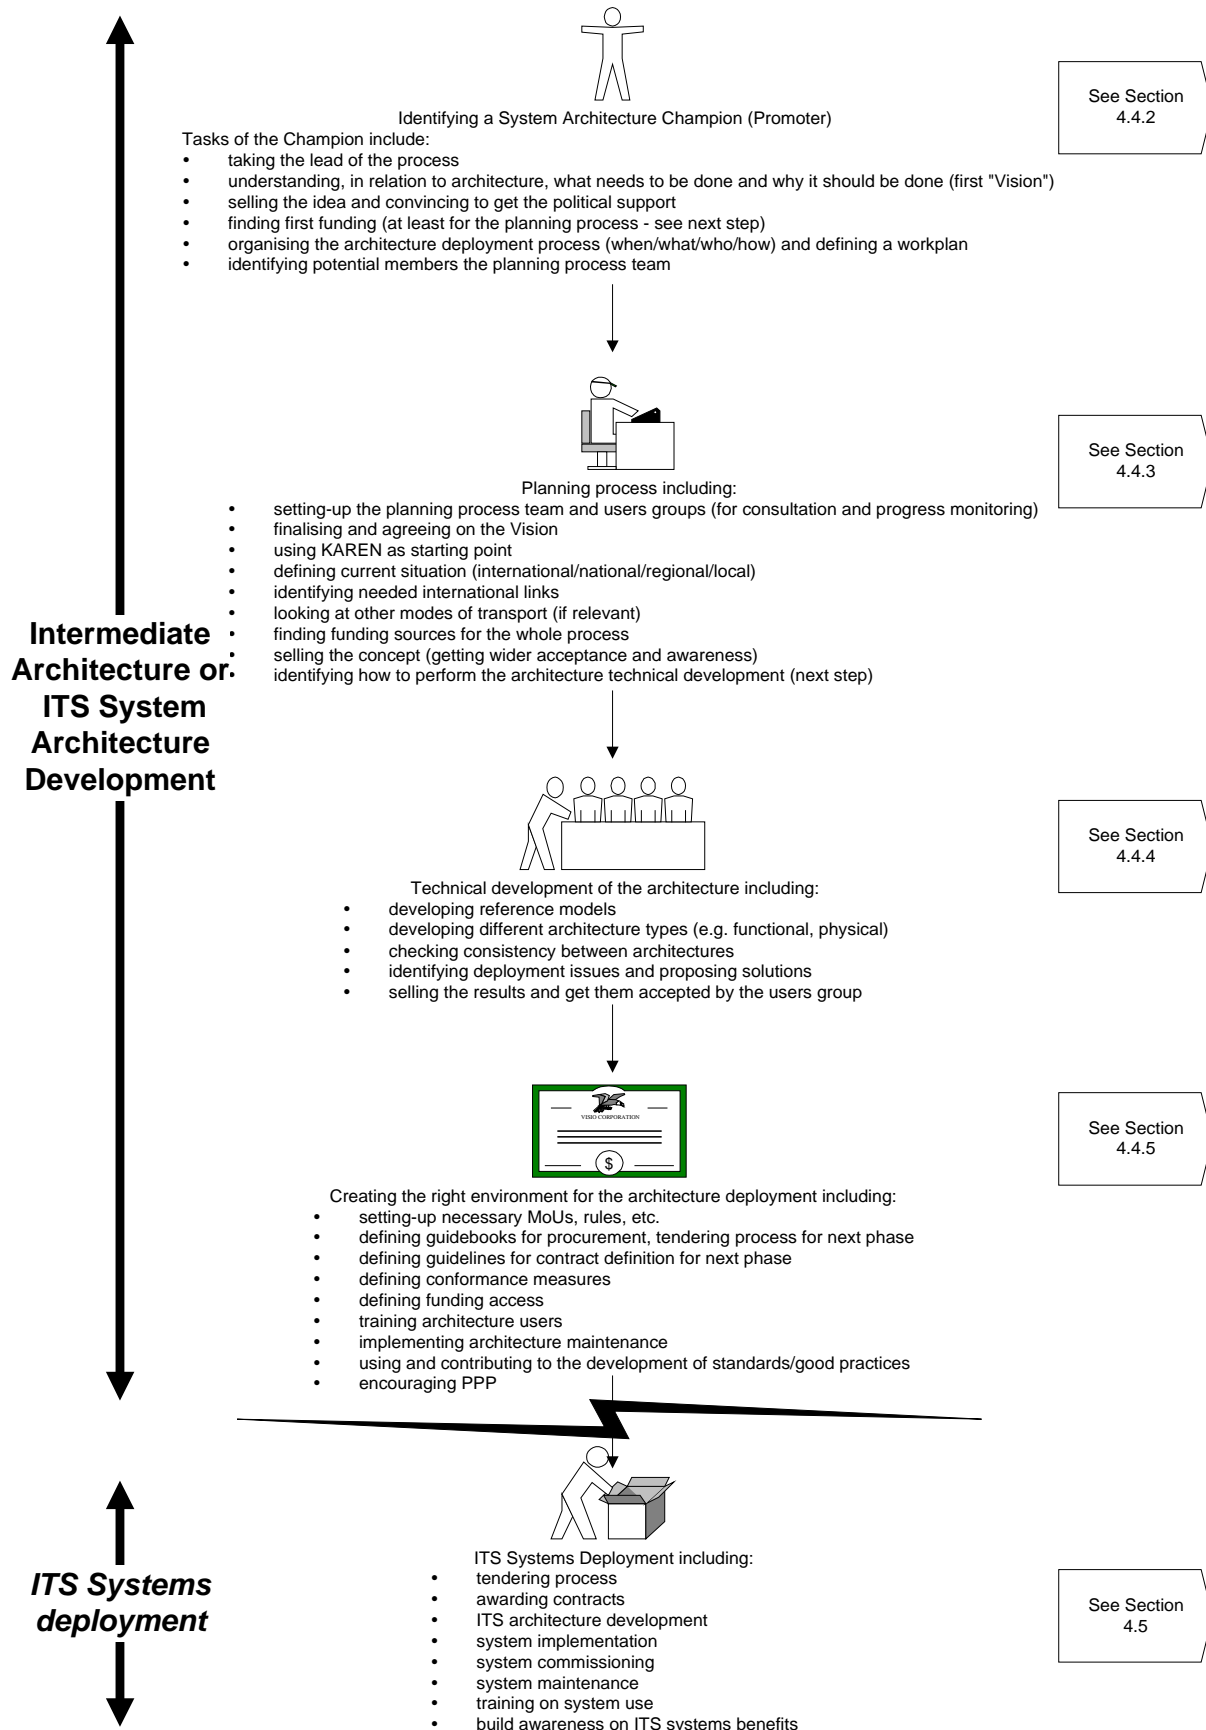 Identifying a System Architecture Champion (Promoter)
See Section
4.4.2
Tasks of the Champion include:
• taking the lead of the process
• understanding, in relation to architecture, what needs to be done and why it should be done (first "Vision")
• selling the idea and convincing to get the political support
• finding first funding (at least for the planning process - see next step)
• organising the architecture deployment process (when/what/who/how) and defining a workplan
• identifying potential members the planning process team
See Section
4.4.3
Planning process including:
• setting-up the planning process team and users groups (for consultation and progress monitoring)
• finalising and agreeing on the Vision
• using KAREN as starting point
• defining current situation (international/national/regional/local)
• identifying needed international links
• looking at other modes of transport (if relevant)
• finding funding sources for the whole process
• selling the concept (getting wider acceptance and awareness)
• identifying how to perform the architecture technical development (next step)
Intermediate
Architecture or
ITS System
Architecture
Development
See Section
4.4.4
Technical development of the architecture including:
• developing reference models
• developing different architecture types (e.g. functional, physical)
• checking consistency between architectures
• identifying deployment issues and proposing solutions
• selling the results and get them accepted by the users group
VISIO CORPORATION
$
See Section
4.4.5
Creating the right environment for the architecture deployment including:
• setting-up necessary MoUs, rules, etc.
• defining guidebooks for procurement, tendering process for next phase
• defining guidelines for contract definition for next phase
• defining conformance measures
• defining funding access
• training architecture users
• implementing architecture maintenance
• using and contributing to the development of standards/good practices
• encouraging PPP
ITS Systems
deployment
ITS Systems Deployment including:
• tendering process
• awarding contracts
• ITS architecture development
• system implementation
• system commissioning
• system maintenance
• training on system use
• build awareness on ITS systems benefits
See Section
4.5